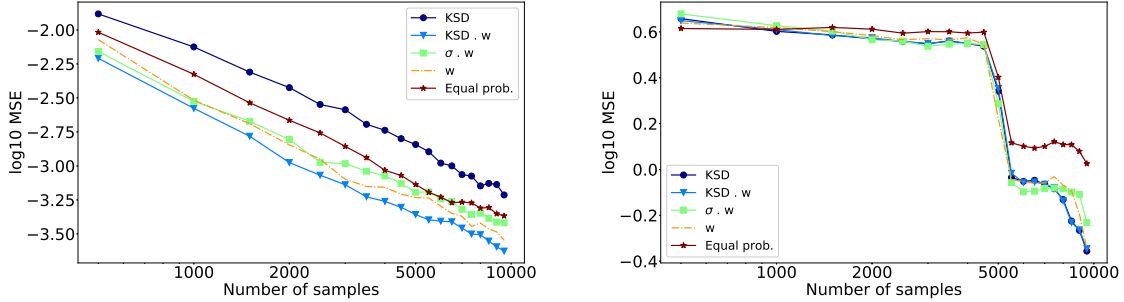 −2.00
−2.25
−2.50
−2.75
−3.00
−3.25
−3.50
log10 MSE
KSD
KSD . w
σ . w
w
Equal prob.
1000
2000
5000
10000
Number of samples
0.6
0.4
0.2
0.0
−0.2
−0.4
log10 MSE
KSD
KSD . w
σ . w
w
Equal prob.
1000
2000
5000
10000
Number of samples